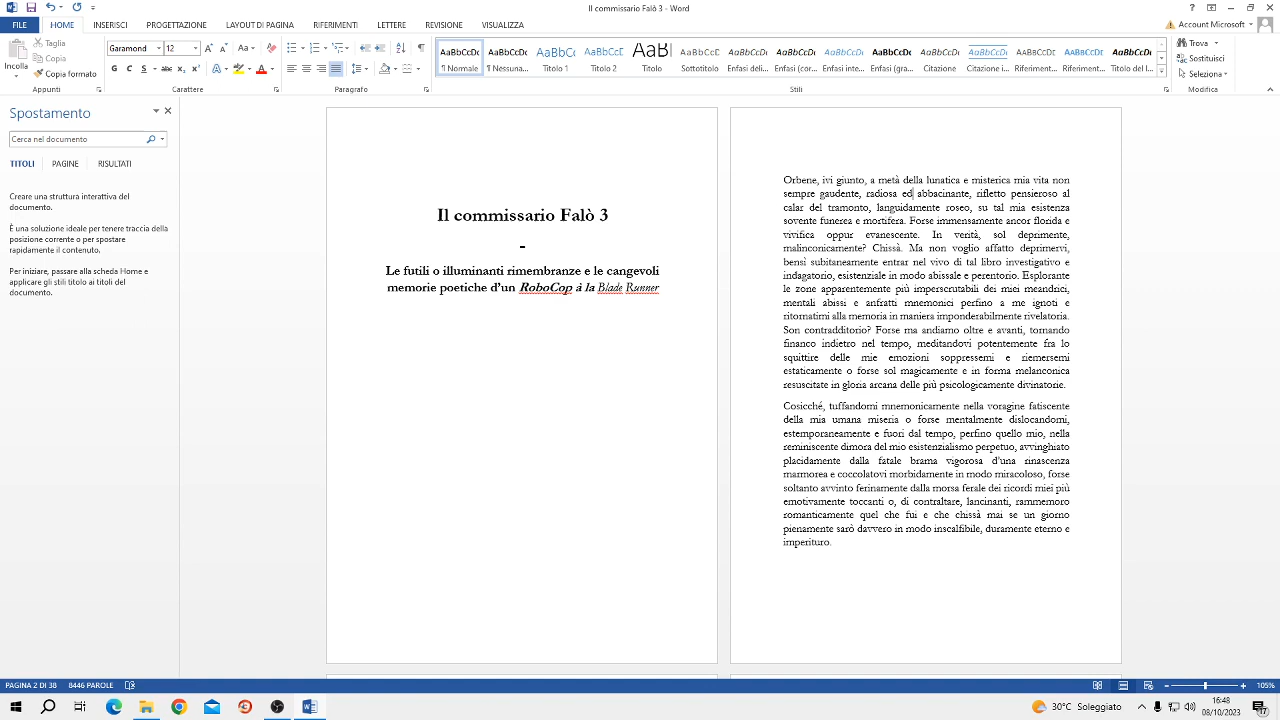 Il commissario Falò 3 - Word
FILE
HOME
INSERISCI
PROGETTAZIONE
LAYOUT DI PAGINA
RIFERIMENTI
LETTERE
REVISIONE
VISUALIZZA
Account Microsoft
Incolla
Taglia
Copia
Copia formato
Appunti
Garamond
12
Carattere
Paragrafo
AaBbCcDc AaBbCcDc AaBbC AaBbCcD AaBb AaBbCcD AaBbCcDc AaBbCcDc AaBbCcDc AaBbCcDc AaBbCcDc AaBbCcDc AaBbCcDc AaBbCcDc AaBbCcDc
¶ Normale ¶ Nessuna... Titolo 1 Titolo 2 Titolo Sottotitolo Enfasi deli... Enfasi (cor... Enfasi inte... Enfasi (gra... Citazione Citazione i... Riferiment... Riferiment... Titolo del l...
Stili
Trova
Sostituisci
Seleziona
Modifica
Spostamento
Cerca nel documento
TITOLI PAGINE RISULTATI
Creare una struttura interattiva del
documento.
È una soluzione ideale per tenere traccia della
posizione corrente o per spostare
rapidamente il contenuto.
Per iniziare, passare alla scheda Home e
applicare gli stili titolo ai titoli del
documento.
Il commissario Falò 3
-
Le futili o illuminanti rimembranze e le cangevoli
memorie poetiche d'un RoboCop à la Blade Runner
Orbene, ivi giunto, a metà della lunatica e misterica mia vita non
sempre gaudente, radiosa ed abbacinante, rifletto pensieroso al
calar del tramonto, languidamente roseo, su tal mia esistenza
sovente funerea e mortifera. Forse immensamente ancor florida e
vivifica oppur evanescente. In verità, sol deprimente,
malinconicamente? Chissà. Ma non voglio affatto deprimervi,
bensì subitaneamente entrar nel vivo di tal libro investigativo e
indagatorio, esistenziale in modo abissale e perentorio. Esplorante
le zone apparentemente più imperscrutabili dei miei meandrici,
mentali abissi e anfratti mnemonici perfino a me ignoti e
ritornatimi alla memoria in maniera imponderabilmente rivelatoria.
Son contradditorio? Forse ma andiamo oltre e avanti, tornando
financo indietro nel tempo, meditandovi potentemente fra lo
squittire delle mie emozioni soppressemi e riemersemi
estaticamente o forse sol magicamente e in forma melanconica
resuscitate in gloria arcana delle più psicologicamente divinatorie.
Cosicché, tuffandomi mnemonicamente nella voragine fatiscente
della mia umana miseria o forse mentalmente dislocandomi,
estemporaneamente e fuori dal tempo, perfino quello mio, nella
reminiscente dimora del mio esistenzialismo perpetuo, avvinghiato
placidamente dalla fatale brama vigorosa d'una rinascenza
marmorea e coccolatovi morbidamente in modo miracoloso, forse
soltanto avvinto ferinamente dalla morsa ferale dei ricordi miei più
emotivamente toccanti o, di contraltare, lancinanti, rammemoro
romanticamente quel che fui e che chissà mai se un giorno
pienamente sarò davvero in modo inscalfibile, duramente eterno e
imperituro.
PAGINA 2 DI 38 8446 PAROLE
105%
30°C Soleggiato
16:48
08/10/2023
17